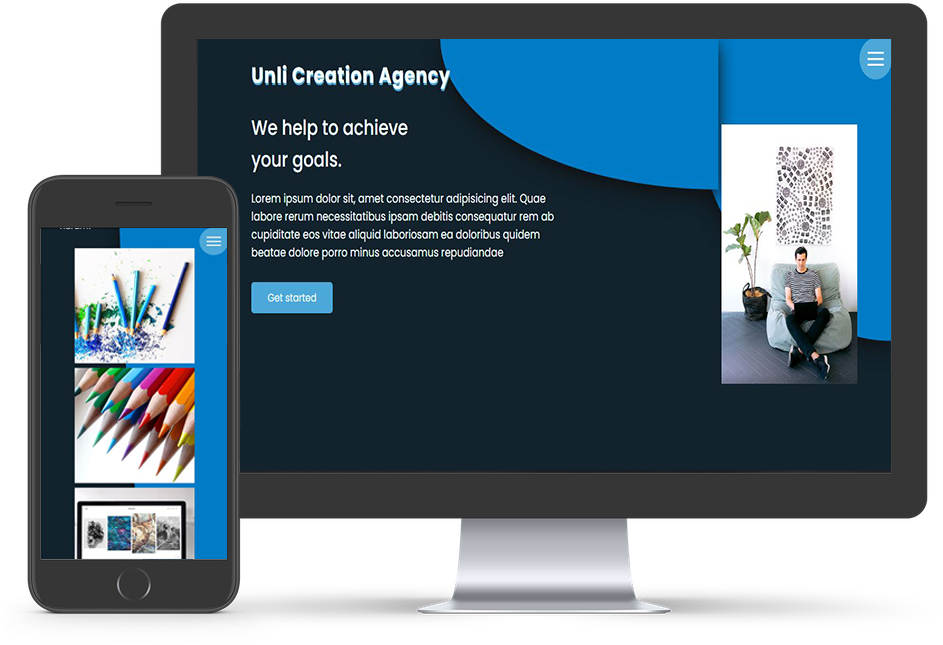 Unli Creation Agency
We help to achieve
your goals.
Lorem ipsum dolor sit, amet consectetur adipisicing elit. Quae
labore rerum necessitatibus ipsam debitis consequatur rem ab
cupiditate eos vitae aliquid laboriosam ea doloribus quidem
beatae dolore porro minus accusamus repudiandae
Get started